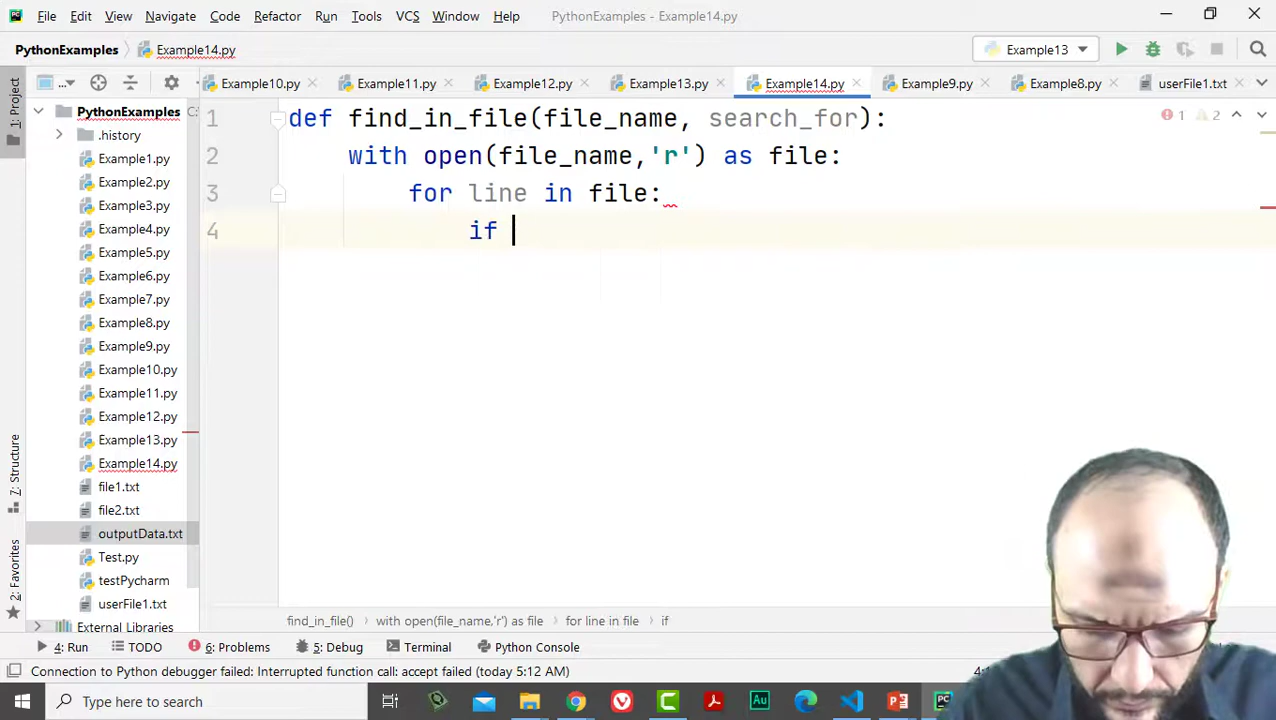 File Edit View Navigate Code Refactor Run Tools VCS Window Help PythonExamples - Example14.py
PythonExamples Example14.py Example13
1: Project ...
Example10.py Example11.py Example12.py Example13.py Example14.py Example9.py Example8.py userFile1.txt
PythonExamples
.history
Example1.py
Example2.py
Example3.py
Example4.py
Example5.py
Example6.py
Example7.py
Example8.py
Example9.py
Example10.py
Example11.py
Example12.py
Example13.py
Example14.py
file1.txt
file2.txt
outputData.txt
Test.py
testPycharm
userFile1.txt
External Libraries
7: Structure
2: Favorites
1 def find_in_file(file_name, search_for):
2 with open(file_name,'r') as file:
3 for line in file:
4 if
1 2
find_in_file() with open(file_name,'r') as file for line in file if
4: Run TODO 6: Problems 5: Debug Terminal Python Console
Connection to Python debugger failed: Interrupted function call: accept failed (today 5:12 AM)
Type here to search